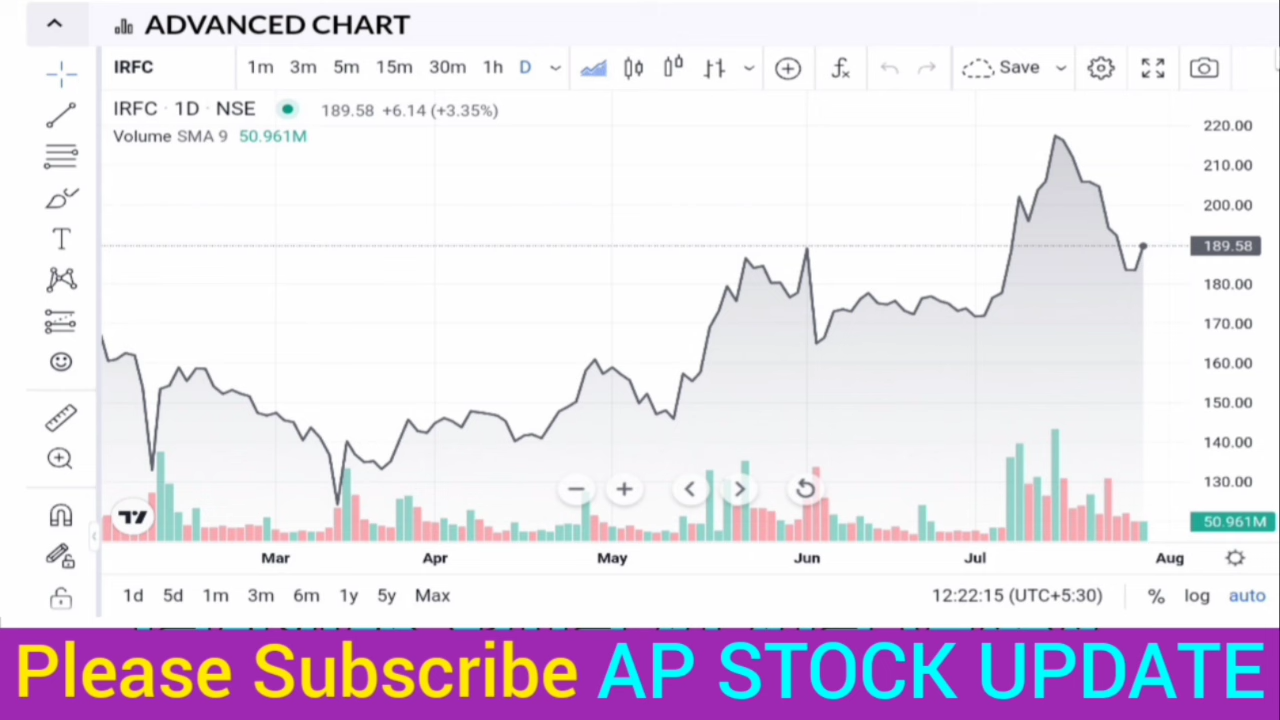 ADVANCED CHART
IRFC 1m 3m 5m 15m 30m 1h D fx Save
IRFC · 1D · NSE 189.58 +6.14 (+3.35%)
Volume SMA 9 50.961M
220.00
210.00
200.00
189.58
180.00
170.00
160.00
150.00
140.00
130.00
50.961M
Mar Apr May Jun Jul Aug
1d 5d 1m 3m 6m 1y 5y Max 12:22:15 (UTC+5:30) % log auto
Please Subscribe AP STOCK UPDATE